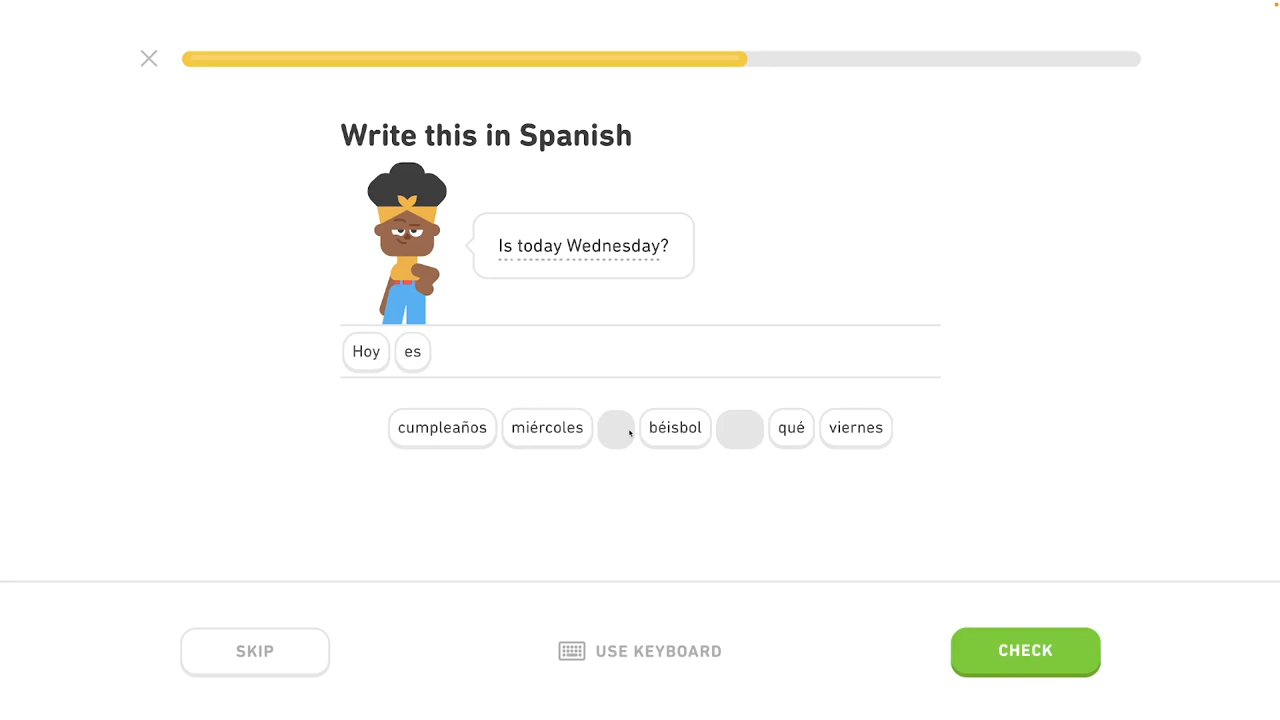 Write this in Spanish
Is today Wednesday?
Hoy es
cumpleaños miércoles béisbol qué viernes
SKIP USE KEYBOARD CHECK